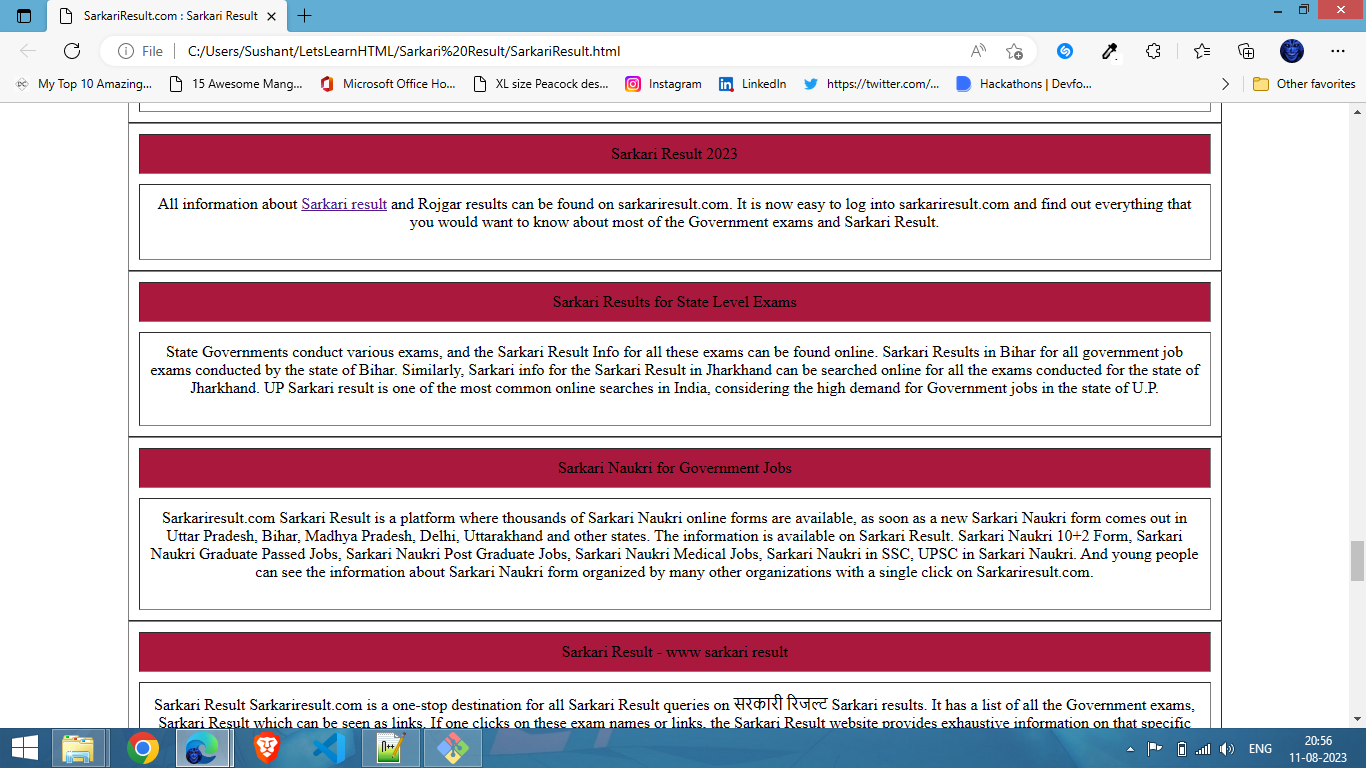 SarkariResult.com : Sarkari Result
File
C:/Users/Sushant/LetsLearnHTML/Sarkari%20Result/SarkariResult.html
My Top 10 Amazing...
15 Awesome Mang...
Microsoft Office Ho...
XL size Peacock des...
Instagram
LinkedIn
https://twitter.com/...
Hackathons | Devfo...
Other favorites
Sarkari Result 2023
All information about Sarkari result and Rojgar results can be found on sarkariresult.com. It is now easy to log into sarkariresult.com and find out everything that
you would want to know about most of the Government exams and Sarkari Result.
Sarkari Results for State Level Exams
State Governments conduct various exams, and the Sarkari Result Info for all these exams can be found online. Sarkari Results in Bihar for all government job
exams conducted by the state of Bihar. Similarly, Sarkari info for the Sarkari Result in Jharkhand can be searched online for all the exams conducted for the state of
Jharkhand. UP Sarkari result is one of the most common online searches in India, considering the high demand for Government jobs in the state of U.P.
Sarkari Naukri for Government Jobs
Sarkariresult.com Sarkari Result is a platform where thousands of Sarkari Naukri online forms are available, as soon as a new Sarkari Naukri form comes out in
Uttar Pradesh, Bihar, Madhya Pradesh, Delhi, Uttarakhand and other states. The information is available on Sarkari Result. Sarkari Naukri 10+2 Form, Sarkari
Naukri Graduate Passed Jobs, Sarkari Naukri Post Graduate Jobs, Sarkari Naukri Medical Jobs, Sarkari Naukri in SSC, UPSC in Sarkari Naukri. And young people
can see the information about Sarkari Naukri form organized by many other organizations with a single click on Sarkariresult.com.
Sarkari Result - www sarkari result
Sarkari Result Sarkariresult.com is a one-stop destination for all Sarkari Result queries on सरकारी रिजल्ट Sarkari results. It has a list of all the Government exams,
Sarkari Result which can be seen as links. If one clicks on these exam names or links, the Sarkari Result website provides exhaustive information on that specific
ENG
20:56
11-08-2023